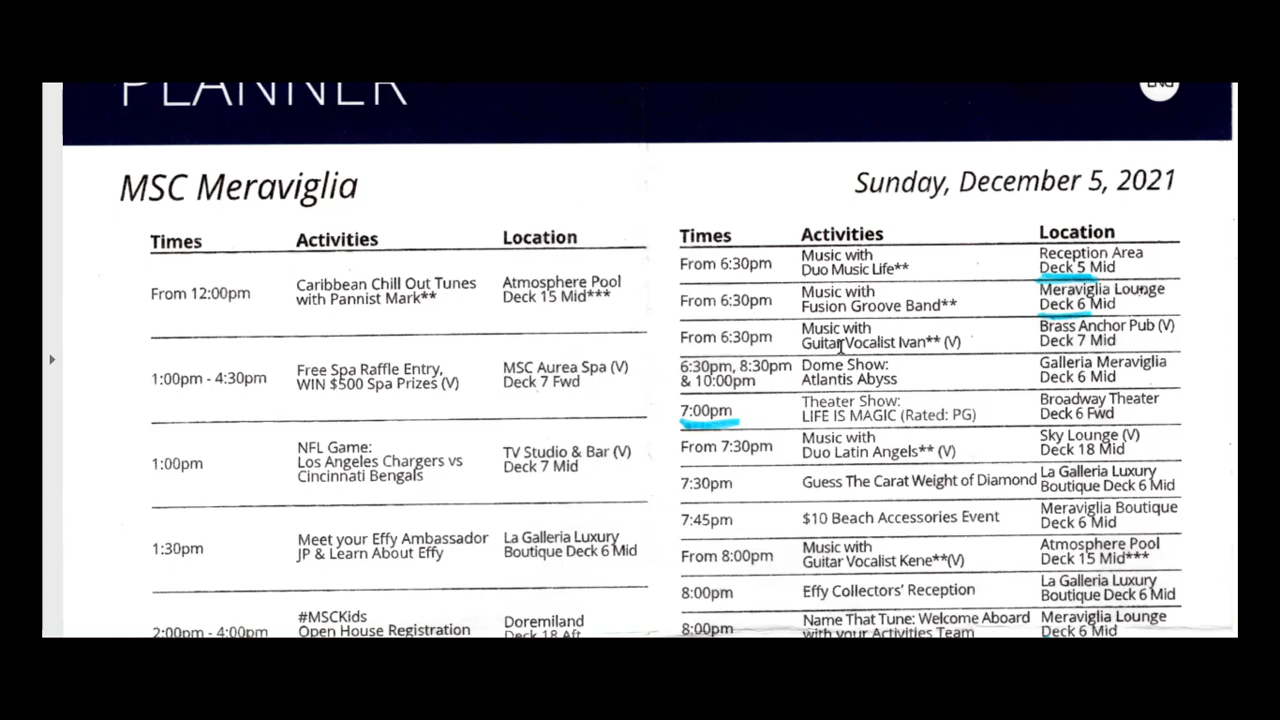 PLANNER
ENG
MSC Meraviglia
Sunday, December 5, 2021
Times Activities Location
From 12:00pm Caribbean Chill Out Tunes Atmosphere Pool
with Pannist Mark** Deck 15 Mid***
1:00pm - 4:30pm Free Spa Raffle Entry, MSC Aurea Spa (V)
WIN $500 Spa Prizes (V) Deck 7 Fwd
NFL Game:
1:00pm Los Angeles Chargers vs TV Studio & Bar (V)
Cincinnati Bengals Deck 7 Mid
1:30pm Meet your Effy Ambassador La Galleria Luxury
JP & Learn About Effy Boutique Deck 6 Mid
#MSCKids Doremiland
2:00pm - 4:00pm Open House Registration Deck 18 Aft
Times Activities Location
From 6:30pm Music with Reception Area
Duo Music Life** Deck 5 Mid
From 6:30pm Music with Meraviglia Lounge
Fusion Groove Band** Deck 6 Mid
From 6:30pm Music with Brass Anchor Pub (V)
Guitar Vocalist Ivan** (V) Deck 7 Mid
6:30pm, 8:30pm Dome Show: Galleria Meraviglia
& 10:00pm Atlantis Abyss Deck 6 Mid
7:00pm Theater Show: Broadway Theater
LIFE IS MAGIC (Rated: PG) Deck 6 Fwd
From 7:30pm Music with Sky Lounge (V)
Duo Latin Angels** (V) Deck 18 Mid
7:30pm Guess The Carat Weight of Diamond La Galleria Luxury
Boutique Deck 6 Mid
7:45pm $10 Beach Accessories Event Meraviglia Boutique
Deck 6 Mid
From 8:00pm Music with Atmosphere Pool
Guitar Vocalist Kene**(V) Deck 15 Mid***
8:00pm Effy Collectors' Reception La Galleria Luxury
Boutique Deck 6 Mid
8:00pm Name That Tune: Welcome Aboard Meraviglia Lounge
with your Activities Team Deck 6 Mid